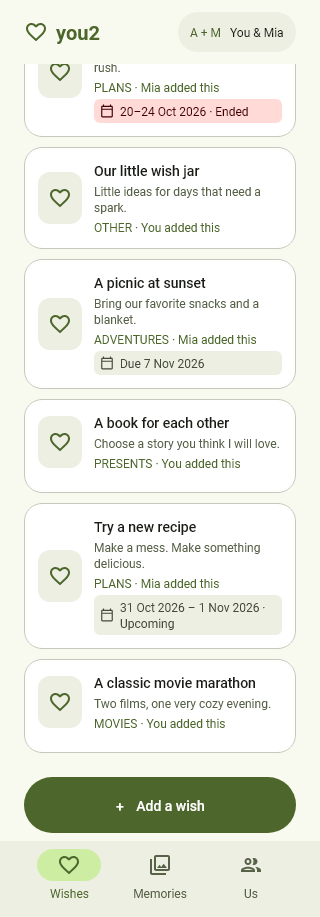 you2
A + M You & Mia
rush.
PLANS · Mia added this
20–24 Oct 2026 · Ended
Our little wish jar
Little ideas for days that need a
spark.
OTHER · You added this
A picnic at sunset
Bring our favorite snacks and a
blanket.
ADVENTURES · Mia added this
Due 7 Nov 2026
A book for each other
Choose a story you think I will love.
PRESENTS · You added this
Try a new recipe
Make a mess. Make something
delicious.
PLANS · Mia added this
31 Oct 2026 – 1 Nov 2026 ·
Upcoming
A classic movie marathon
Two films, one very cozy evening.
MOVIES · You added this
+ Add a wish
Wishes Memories Us